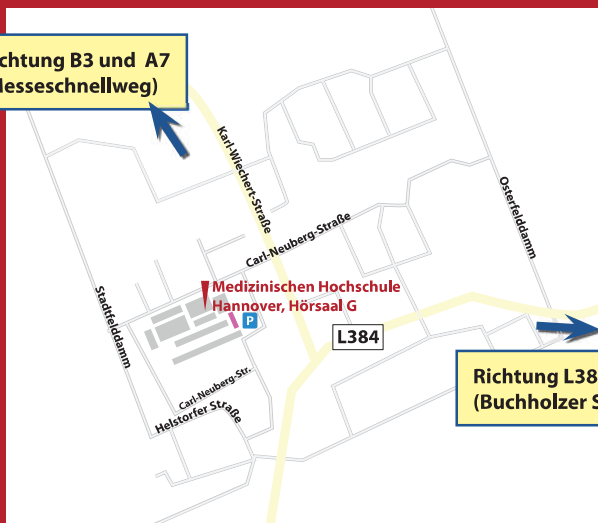 chtung B3 und A7
esseschnellweg)
Karl-Wiechert-Straße
Osterfelddamm
Carl-Neuberg-Straße
Stadtfelddamm
Medizinischen Hochschule
Hannover, Hörsaal G
P
L384
Carl-Neuberg-Str.
Helstorfer Straße
Richtung L38
(Buchholzer S